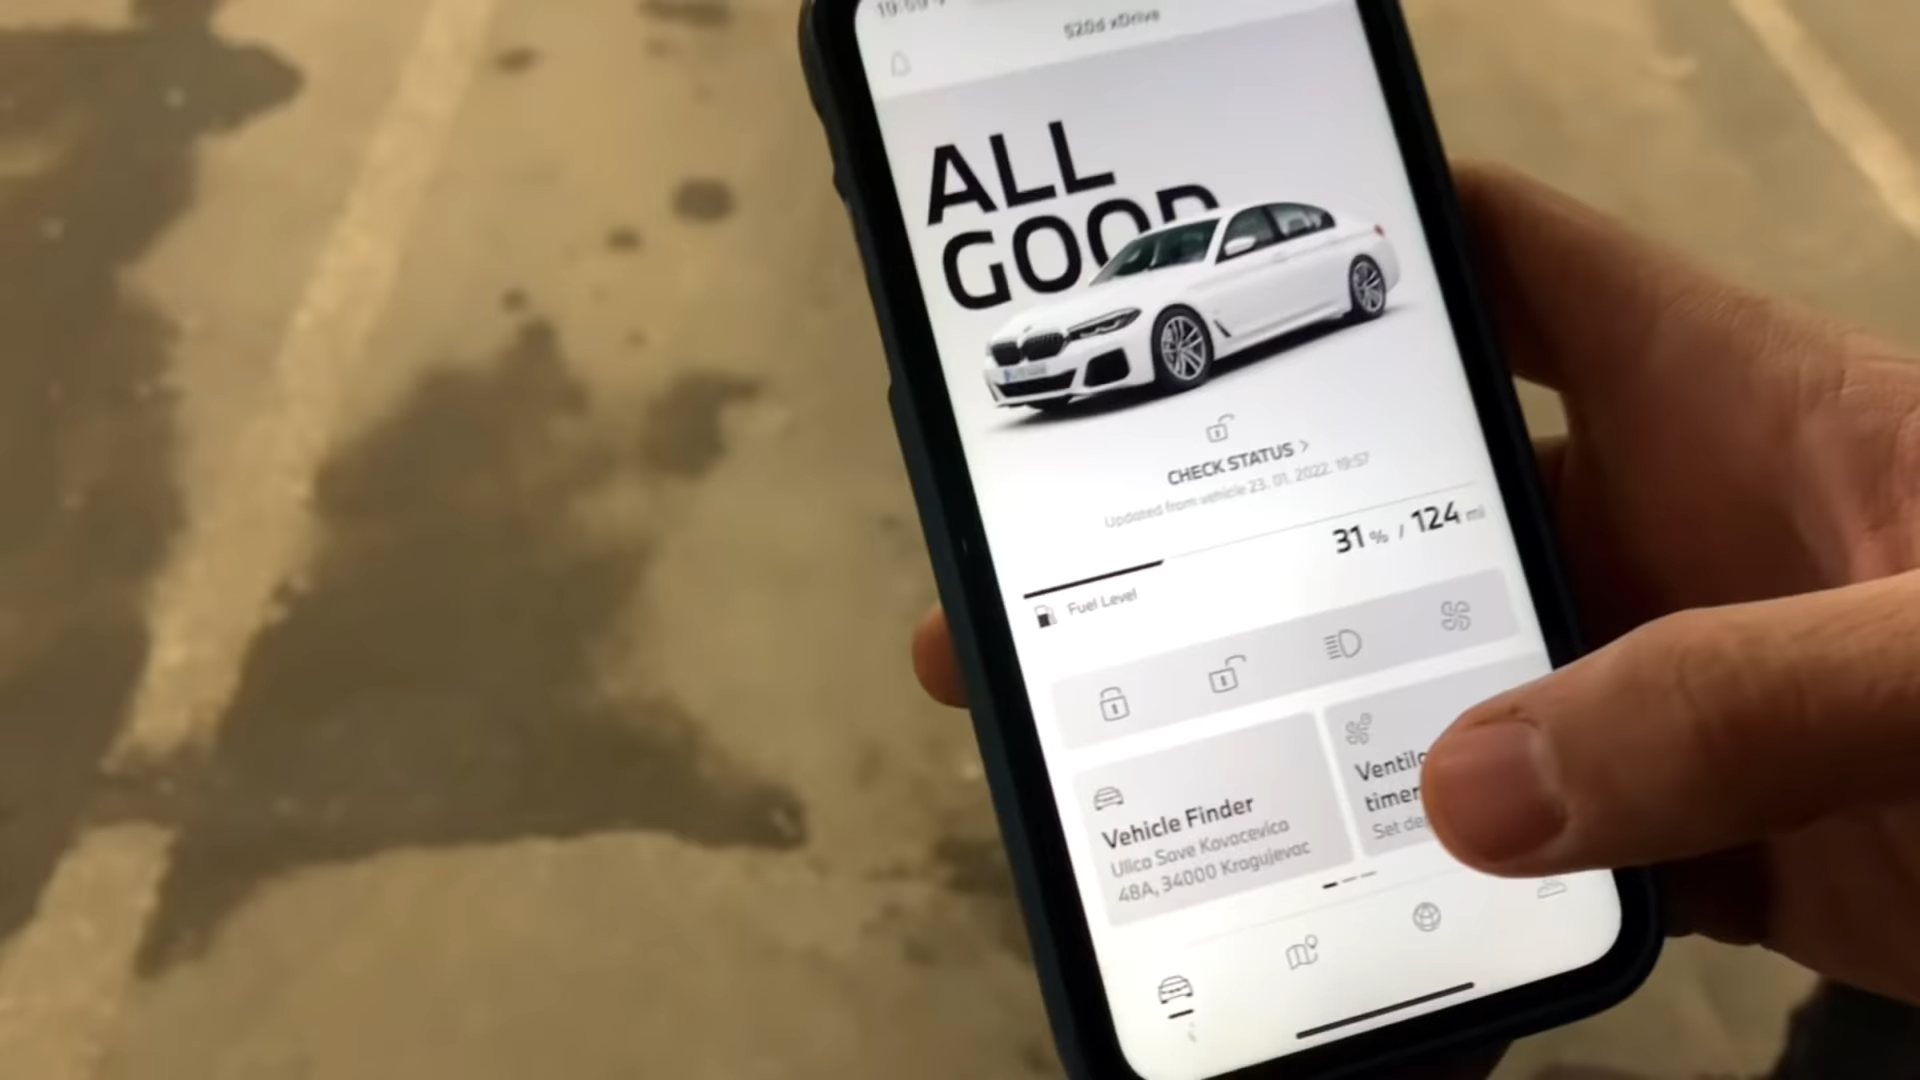 520d xDrive
ALL
GOOD
CHECK STATUS >
Updated from vehicle 23. 01. 2022. 19:57
31 % / 124 mi
Fuel Level
Vehicle Finder
Ulica Save Kovacevica
48A, 34000 Kragujevac
timer
Set